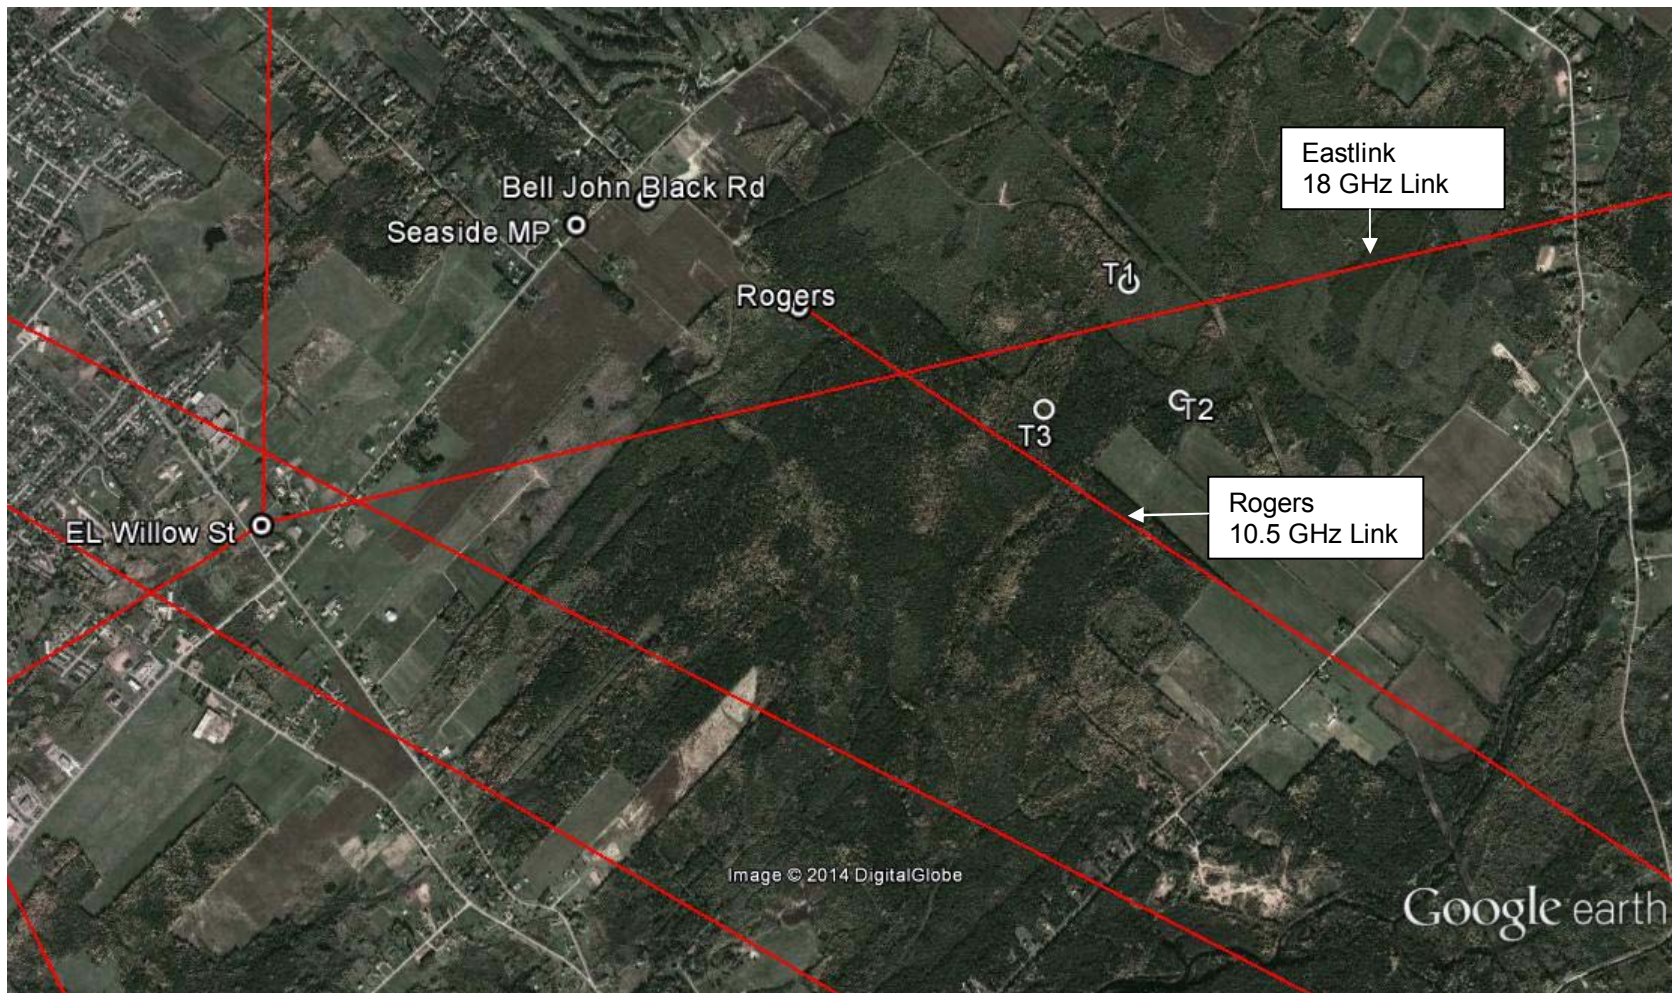 Eastlink
18 GHz Link
Bell John Black Rd
Seaside MP
T1
Rogers
T2
T3
Rogers
10.5 GHz Link
EL Willow St
Image © 2014 DigitalGlobe
Google earth